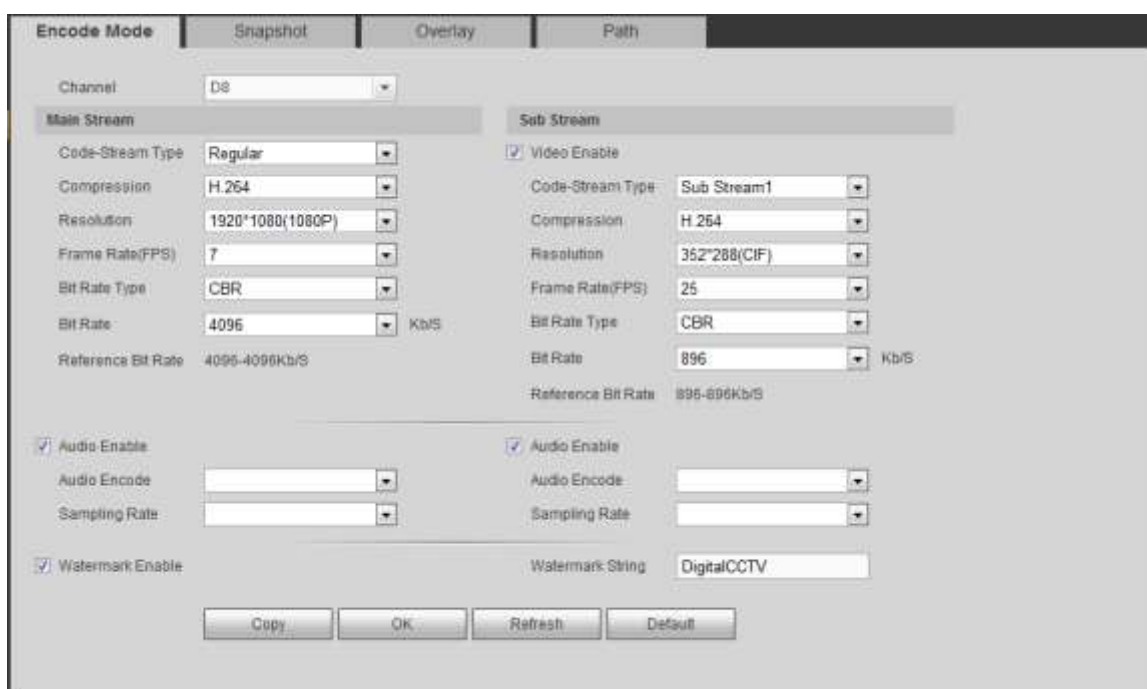 Encode Mode Snapshot Overlay Path
Channel D8
Main Stream Sub Stream
Code-Stream Type Regular Video Enable
Compression H.264 Code-Stream Type Sub Stream1
Resolution 1920*1080(1080P) Compression H.264
Frame Rate(FPS) 7 Resolution 352*288(CIF)
Bit Rate Type CBR Frame Rate(FPS) 25
Bit Rate 4096 Kb/S Bit Rate Type CBR
Reference Bit Rate 4096-4096Kb/S Bit Rate 896 Kb/S
Reference Bit Rate 896-896Kb/S
Audio Enable Audio Enable
Audio Encode Audio Encode
Sampling Rate Sampling Rate
Watermark Enable Watermark String DigitalCCTV
Copy OK Refresh Default